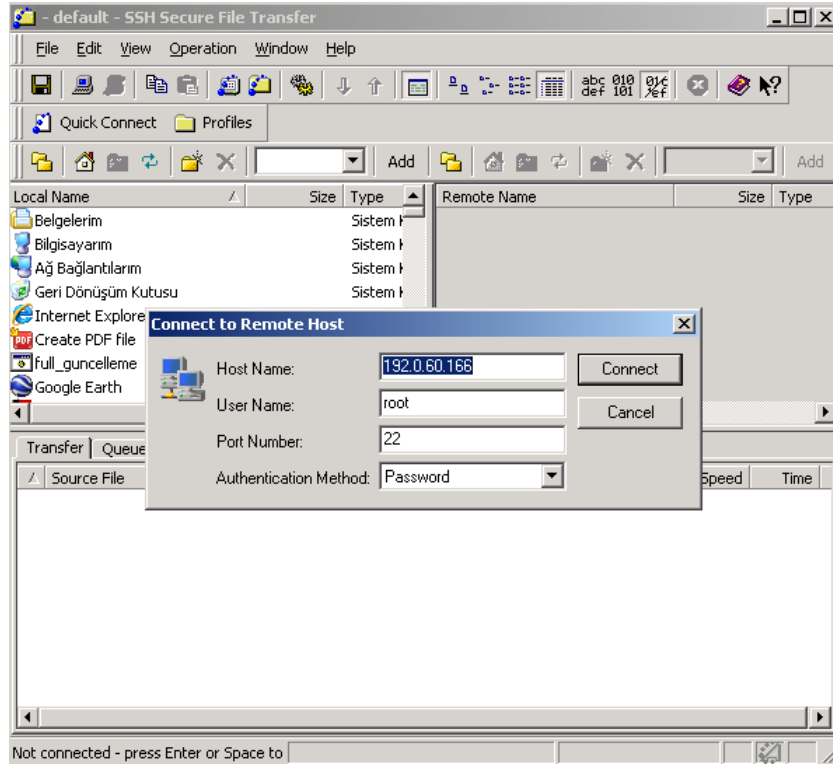 - default - SSH Secure File Transfer
File Edit View Operation Window Help
abc 010
def 101
Quick Connect Profiles
Add Add
Local Name Size Type Remote Name Size Type
Belgelerim Sistem
Bilgisayarım Sistem
Ağ Bağlantılarım Sistem
Geri Dönüşüm Kutusu Sistem
Internet Explore
Create PDF file
full_guncelleme
Google Earth
Connect to Remote Host
Host Name: 192.0.60.166 Connect
User Name: root Cancel
Port Number: 22
Authentication Method: Password
Transfer Queue
Source File Speed Time
Not connected - press Enter or Space to